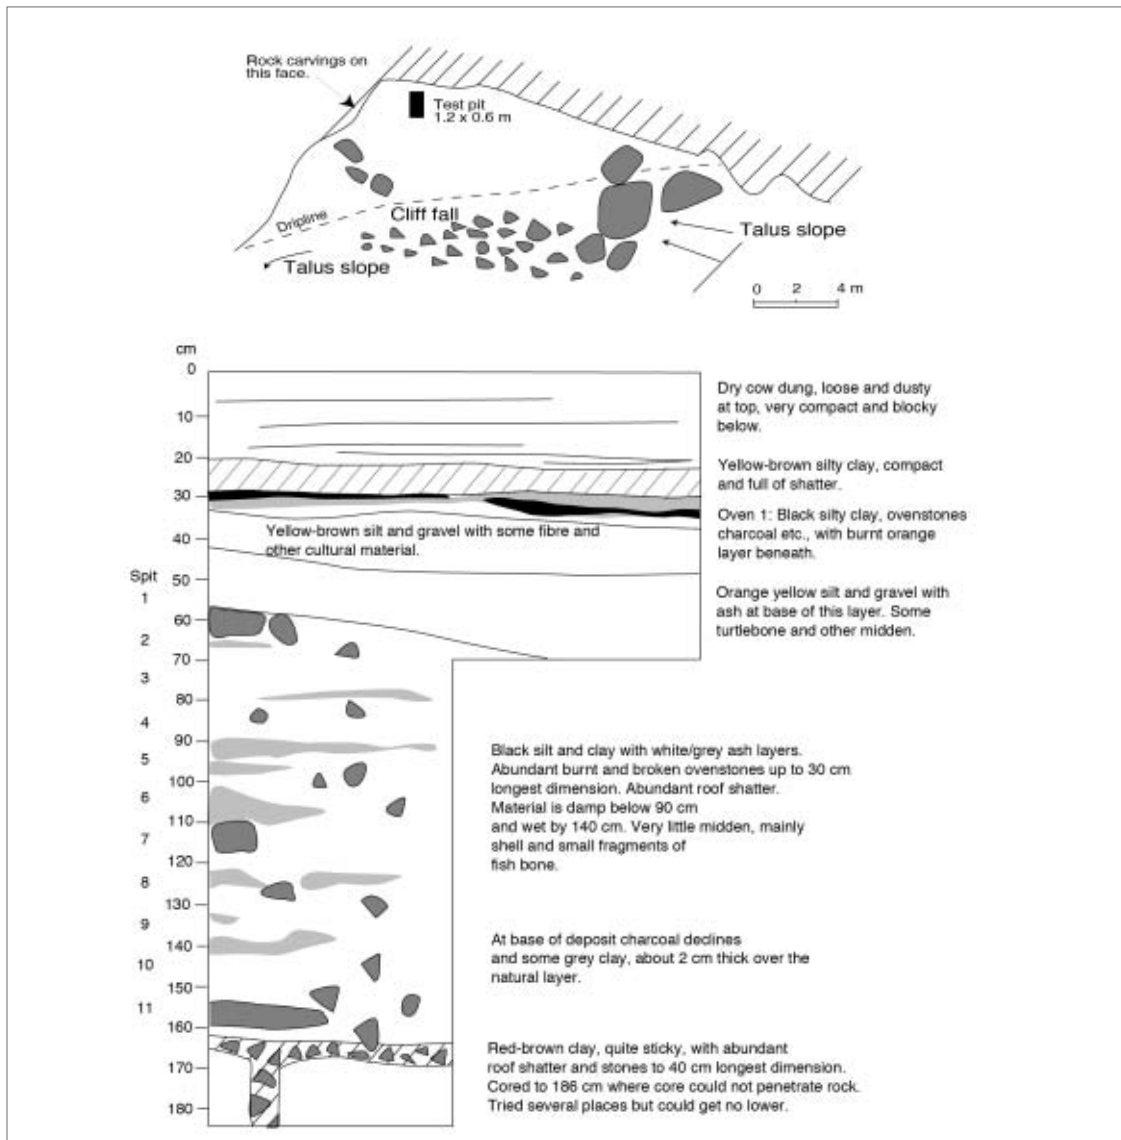 Rock carvings on
this face.
Test pit
1.2 x 0.6 m
Dripline
Cliff fall
Talus slope
Talus slope
0 2 4 m
cm
0
10
20
30
40
50
60
70
80
90
100
110
120
130
140
150
160
170
180
Spit
1
2
3
4
5
6
7
8
9
10
11
Dry cow dung, loose and dusty
at top, very compact and blocky
below.
Yellow-brown silty clay, compact
and full of shatter.
Oven 1: Black silty clay, ovenstones
charcoal etc., with burnt orange
layer beneath.
Yellow-brown silt and gravel with some fibre and
other cultural material.
Orange yellow silt and gravel with
ash at base of this layer. Some
turtlebone and other midden.
Black silt and clay with white/grey ash layers.
Abundant burnt and broken ovenstones up to 30 cm
longest dimension. Abundant roof shatter.
Material is damp below 90 cm
and wet by 140 cm. Very little midden, mainly
shell and small fragments of
fish bone.
At base of deposit charcoal declines
and some grey clay, about 2 cm thick over the
natural layer.
Red-brown clay, quite sticky, with abundant
roof shatter and stones to 40 cm longest dimension.
Cored to 186 cm where core could not penetrate rock.
Tried several places but could get no lower.